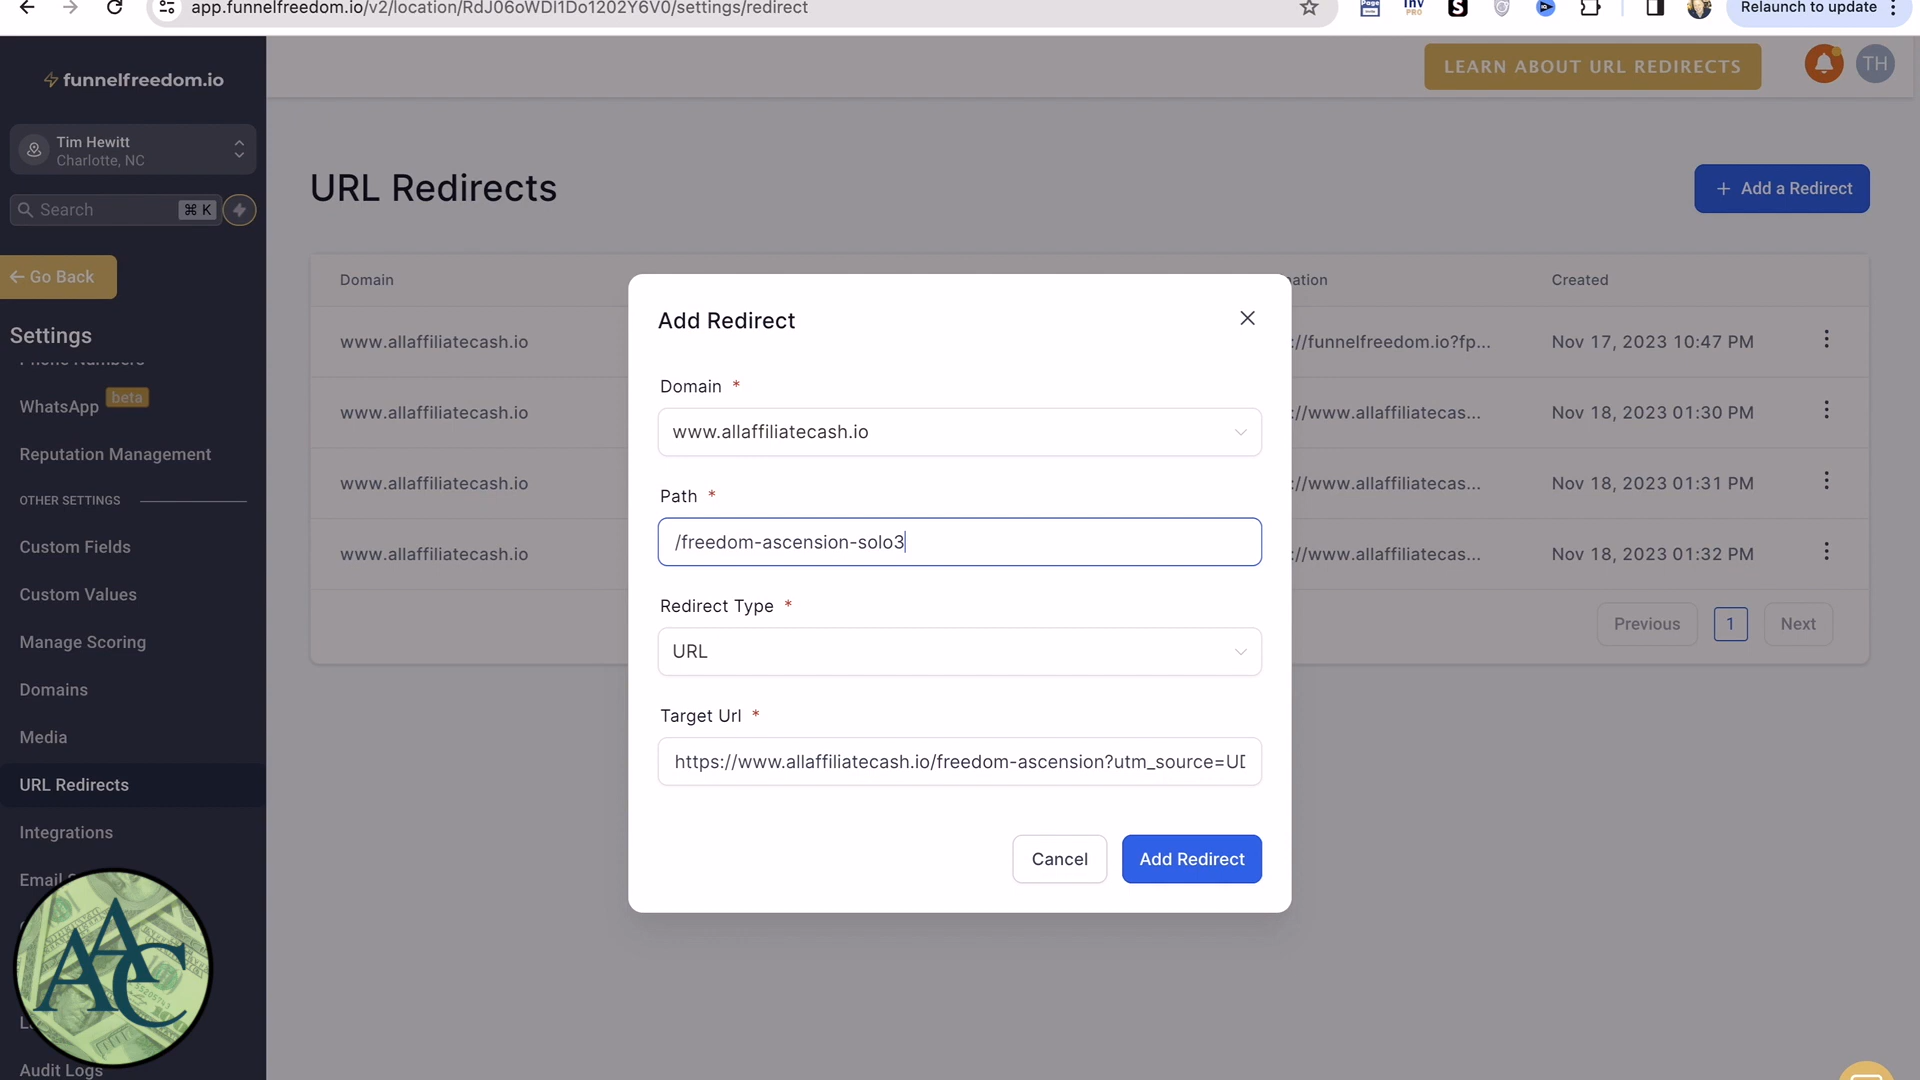 app.funnelfreedom.io/v2/location/RdJ06oWDI1Do1202Y6V0/settings/redirect
Page
Inv
PRO
S
Relaunch to update
funnelfreedom.io
LEARN ABOUT URL REDIRECTS
TH
Tim Hewitt
Charlotte, NC
Search
⌘ K
URL Redirects
+ Add a Redirect
← Go Back
Settings
Phone Numbers
WhatsApp beta
Reputation Management
OTHER SETTINGS
Custom Fields
Custom Values
Manage Scoring
Domains
Media
URL Redirects
Integrations
Email S
Audit Logs
AAC
Domain
ation
Created
www.allaffiliatecash.io
://funnelfreedom.io?fp...
Nov 17, 2023 10:47 PM
www.allaffiliatecash.io
://www.allaffiliatecas...
Nov 18, 2023 01:30 PM
www.allaffiliatecash.io
://www.allaffiliatecas...
Nov 18, 2023 01:31 PM
www.allaffiliatecash.io
://www.allaffiliatecas...
Nov 18, 2023 01:32 PM
Previous
1
Next
Add Redirect
Domain *
www.allaffiliatecash.io
Path *
/freedom-ascension-solo3
Redirect Type *
URL
Target Url *
https://www.allaffiliatecash.io/freedom-ascension?utm_source=UD
Cancel
Add Redirect